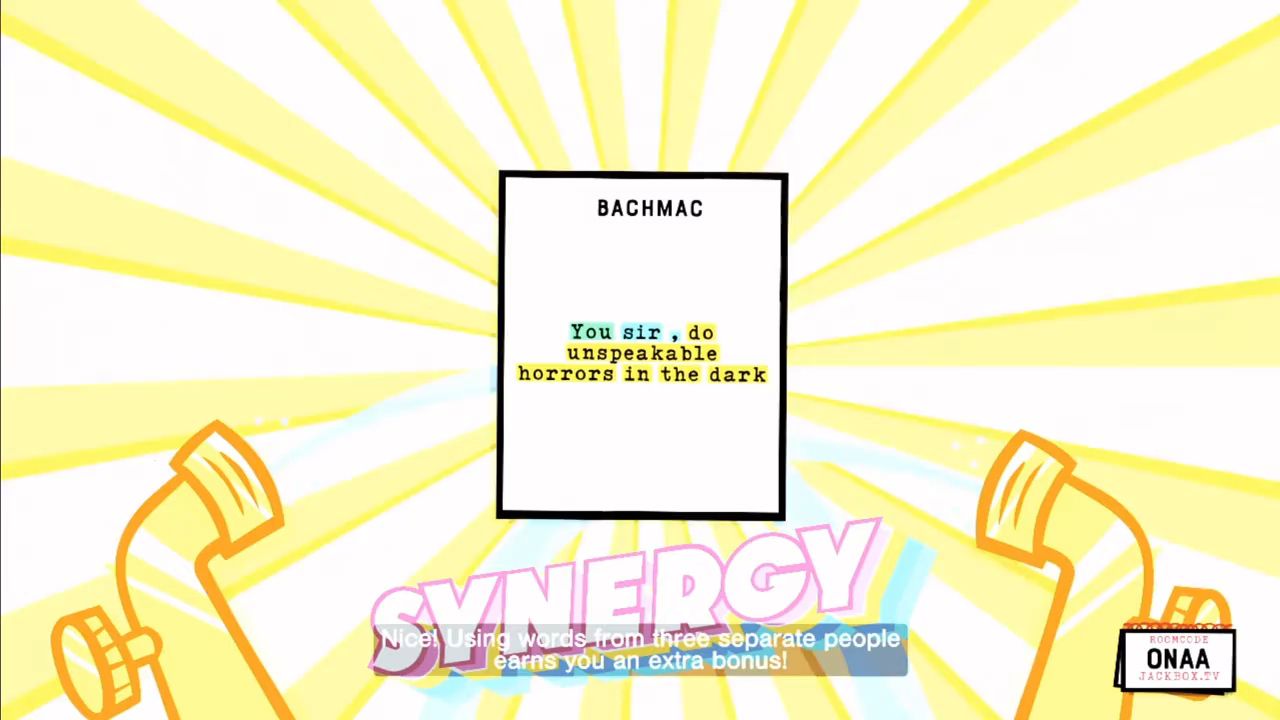 BACHMAC
You sir , do
unspeakable
horrors in the dark
SYNERGY
Nice! Using words from three separate people
earns you an extra bonus!
ROOMCODE
ONAA
JACKBOX.TV